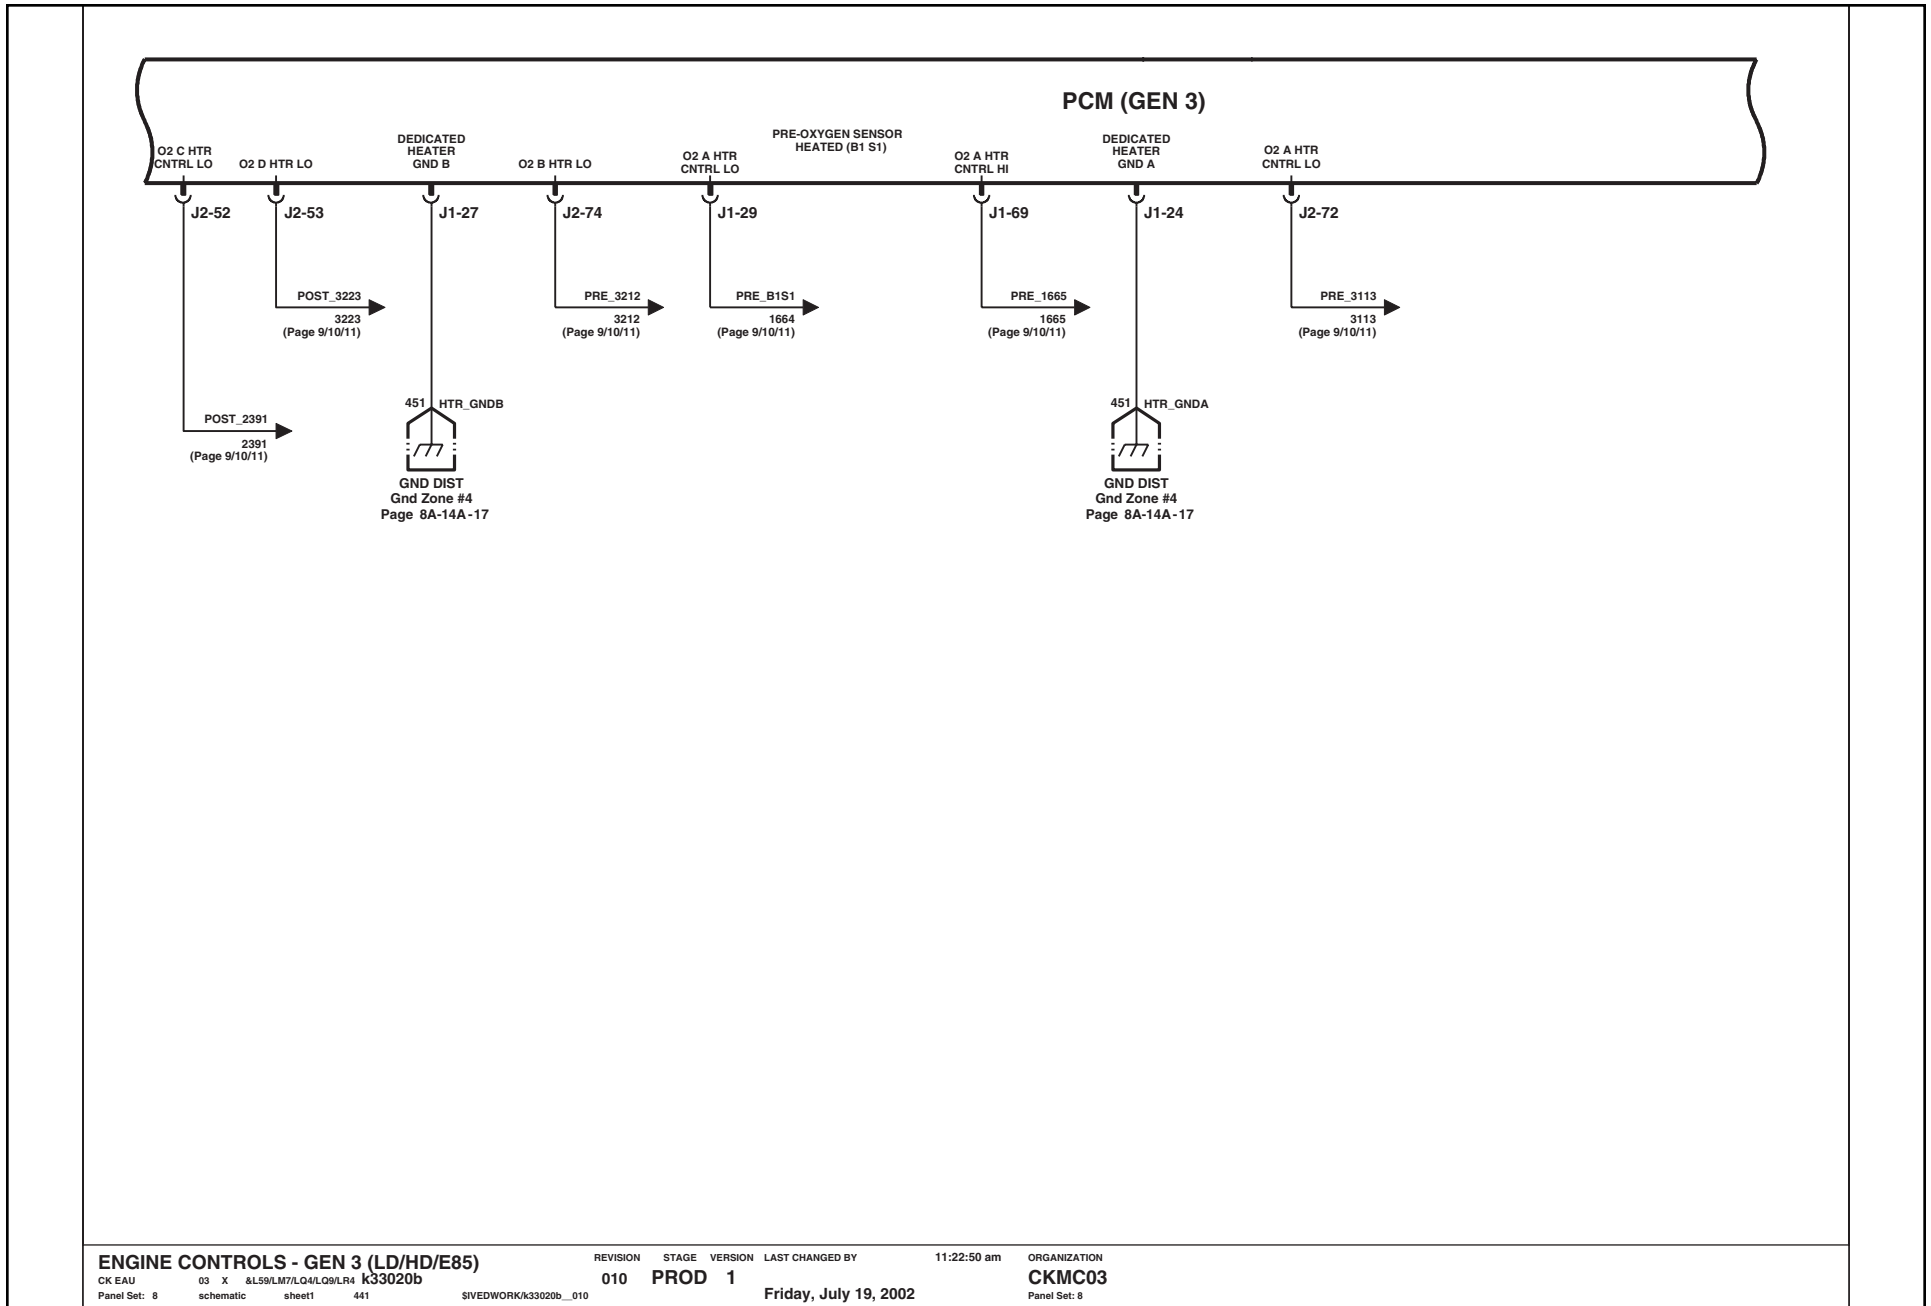 PCM (GEN 3)
O2 C HTR
CNTRL LO
O2 D HTR LO
DEDICATED
HEATER
GND B
O2 B HTR LO
O2 A HTR
CNTRL LO
PRE-OXYGEN SENSOR
HEATED (B1 S1)
O2 A HTR
CNTRL HI
DEDICATED
HEATER
GND A
O2 A HTR
CNTRL LO
J2-52
J2-53
J1-27
J2-74
J1-29
J1-69
J1-24
J2-72
POST_3223
3223
(Page 9/10/11)
PRE_3212
3212
(Page 9/10/11)
PRE_B1S1
1664
(Page 9/10/11)
PRE_1665
1665
(Page 9/10/11)
PRE_3113
3113
(Page 9/10/11)
POST_2391
2391
(Page 9/10/11)
451 HTR_GNDB
GND DIST
Gnd Zone #4
Page 8A-14A-17
451 HTR_GNDA
GND DIST
Gnd Zone #4
Page 8A-14A-17
ENGINE CONTROLS - GEN 3 (LD/HD/E85)
CK EAU 03 X &L59/LM7/LQ4/LQ9/LR4 k33020b
Panel Set: 8 schematic sheet1 441 $IVEDWORK/k33020b__010
REVISION STAGE VERSION LAST CHANGED BY 11:22:50 am ORGANIZATION
010 PROD 1 CKMC03
Friday, July 19, 2002 Panel Set: 8